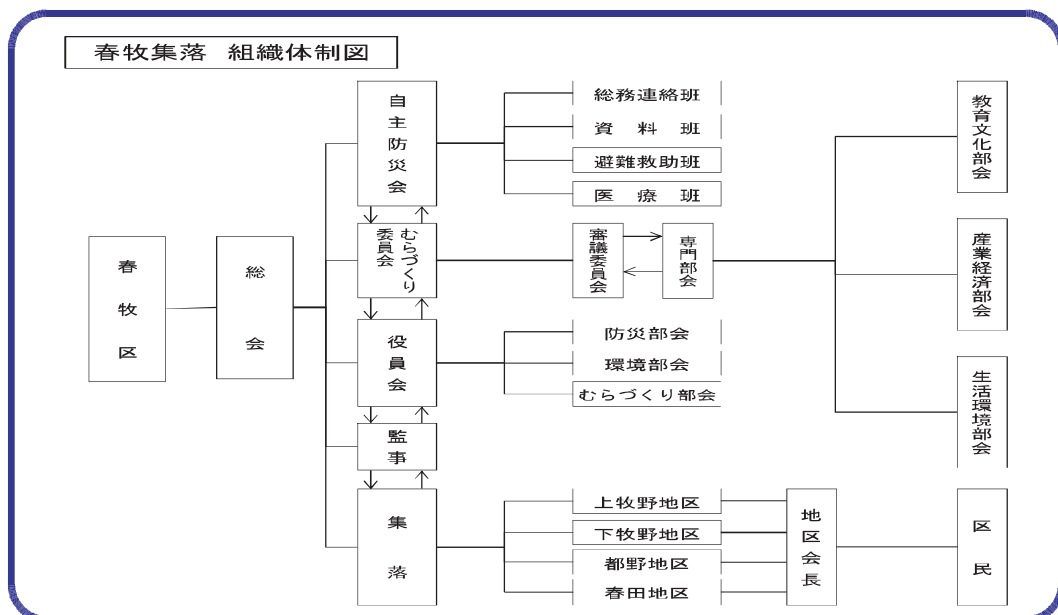 春牧集落 組織体制図
春牧区
総会
自主防災会
総務連絡班
資料班
避難救助班
医療班
むらづくり
委員会
審議委員会
専門部会
教育文化部会
産業経済部会
生活環境部会
役員会
防災部会
環境部会
むらづくり部会
監事
集落
上牧野地区
下牧野地区
都野地区
春田地区
地区会長
区民